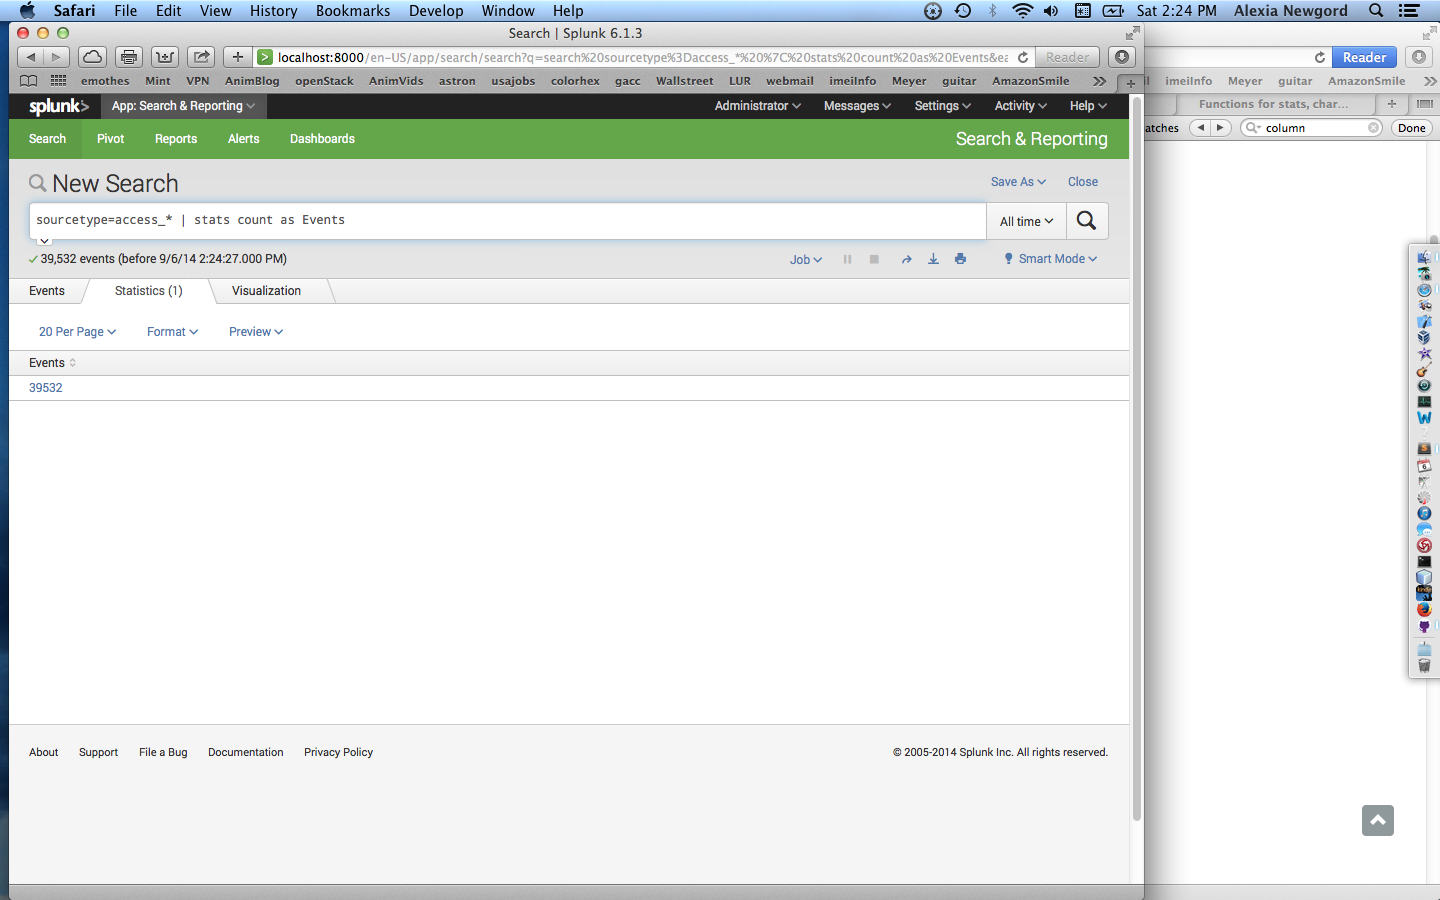 Safari File Edit View History Bookmarks Develop Window Help Sat 2:24 PM Alexia Newgord
Search | Splunk 6.1.3
localhost:8000/en-US/app/search/search?q=search%20sourcetype%3Daccess_*%20%7C%20stats%20count%20as%20Events&ea Reader
Reader
emothes Mint VPN AnimBlog openStack AnimVids astron usajobs colorhex gacc Wallstreet LUR webmail imeiInfo Meyer guitar AmazonSmile
il imeiInfo Meyer guitar AmazonSmile
splunk> App: Search & Reporting Administrator Messages Settings Activity Help
Functions for stats, char...
atches column Done
Search Pivot Reports Alerts Dashboards Search & Reporting
New Search Save As Close
sourcetype=access_* | stats count as Events All time
39,532 events (before 9/6/14 2:24:27.000 PM) Job Smart Mode
Events Statistics (1) Visualization
20 Per Page Format Preview
Events
39532
About Support File a Bug Documentation Privacy Policy © 2005-2014 Splunk Inc. All rights reserved.